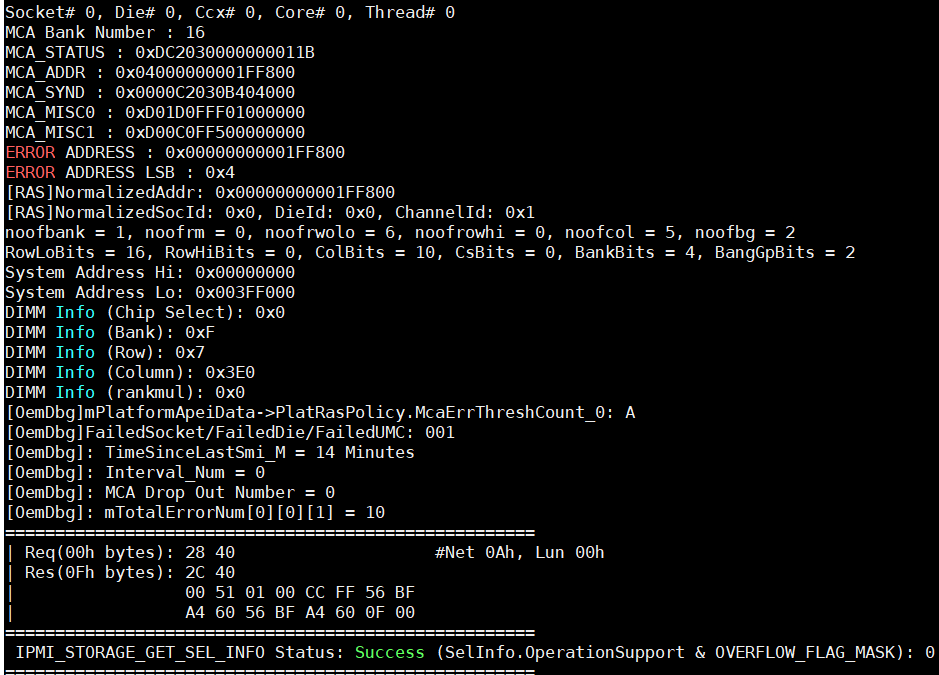 Socket# 0, Die# 0, Ccx# 0, Core# 0, Thread# 0
MCA Bank Number : 16
MCA_STATUS : 0xDC2030000000011B
MCA_ADDR : 0x04000000001FF800
MCA_SYND : 0x0000C2030B404000
MCA_MISC0 : 0xD01D0FFF01000000
MCA_MISC1 : 0xD00C0FF500000000
ERROR ADDRESS : 0x00000000001FF800
ERROR ADDRESS LSB : 0x4
[RAS]NormalizedAddr: 0x00000000001FF800
[RAS]NormalizedSocId: 0x0, DieId: 0x0, ChannelId: 0x1
noofbank = 1, noofrm = 0, noofrwolo = 6, noofrowhi = 0, noofcol = 5, noofbg = 2
RowLoBits = 16, RowHiBits = 0, ColBits = 10, CsBits = 0, BankBits = 4, BangGpBits = 2
System Address Hi: 0x00000000
System Address Lo: 0x003FF000
DIMM Info (Chip Select): 0x0
DIMM Info (Bank): 0xF
DIMM Info (Row): 0x7
DIMM Info (Column): 0x3E0
DIMM Info (rankmul): 0x0
[OemDbg]mPlatformApeiData->PlatRasPolicy.McaErrThreshCount_0: A
[OemDbg]FailedSocket/FailedDie/FailedUMC: 001
[OemDbg]: TimeSinceLastSmi_M = 14 Minutes
[OemDbg]: Interval_Num = 0
[OemDbg]: MCA Drop Out Number = 0
[OemDbg]: mTotalErrorNum[0][0][1] = 10
=====================================================
| Req(00h bytes): 28 40 #Net 0Ah, Lun 00h
| Res(0Fh bytes): 2C 40
| 00 51 01 00 CC FF 56 BF
| A4 60 56 BF A4 60 0F 00
=====================================================
IPMI_STORAGE_GET_SEL_INFO Status: Success (SelInfo.OperationSupport & OVERFLOW_FLAG_MASK): 0
=====================================================